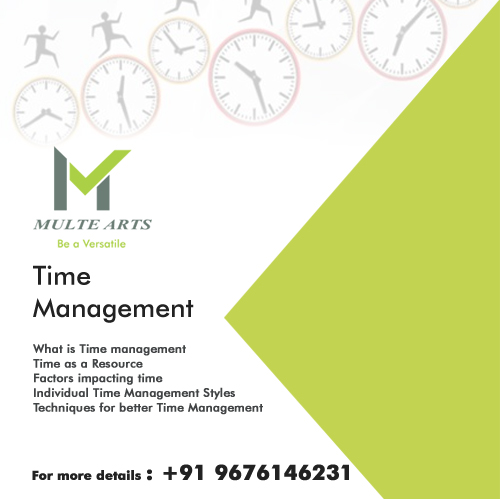 MULTE ARTS
Be a Versatile
Time
Management
What is Time management
Time as a Resource
Factors impacting time
Individual Time Management Styles
Techniques for better Time Management
For more details : +91 9676146231